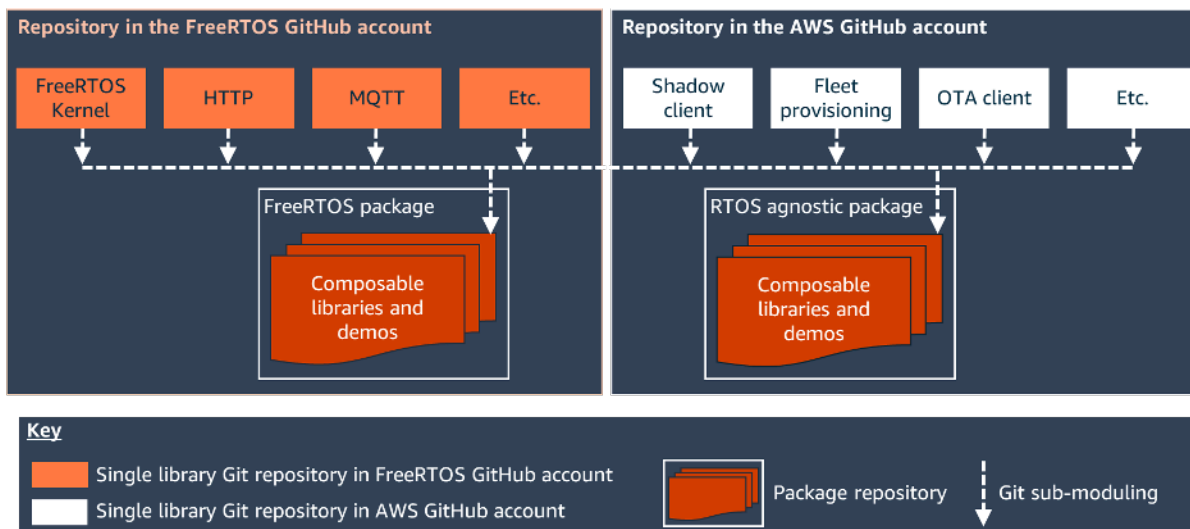 Repository in the FreeRTOS GitHub account
FreeRTOS
Kernel
HTTP
MQTT
Etc.
FreeRTOS package
Composable
libraries and
demos
Repository in the AWS GitHub account
Shadow
client
Fleet
provisioning
OTA client
Etc.
RTOS agnostic package
Composable
libraries and
demos
Key
Single library Git repository in FreeRTOS GitHub account
Single library Git repository in AWS GitHub account
Package repository
Git sub-moduling